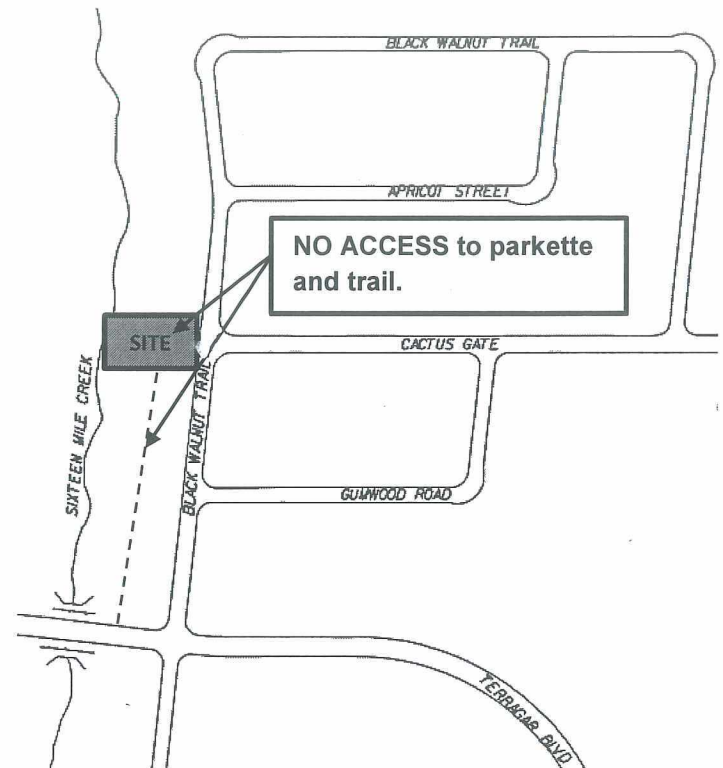 BLACK WALNUT TRAIL
APRICOT STREET
NO ACCESS to parkette
and trail.
SITE
CACTUS GATE
SIXTEEN MILE CREEK
BLACK WALNUT TRAIL
GUMWOOD ROAD
TERRAGAR BLVD